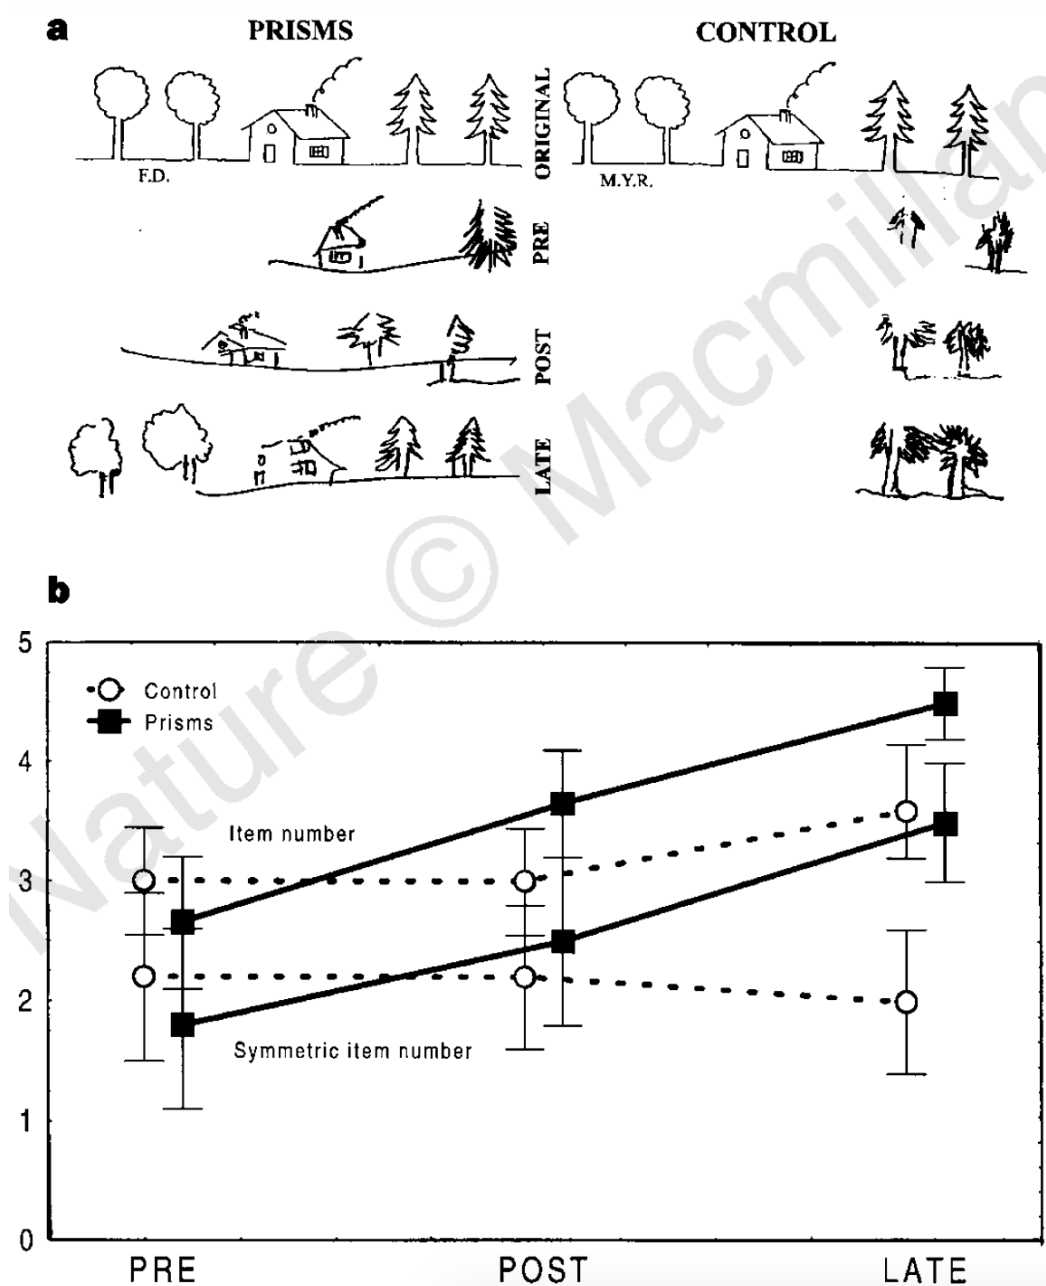 a
PRISMS
CONTROL
ORIGINAL
F.D.
M.Y.R.
PRE
POST
LATE
Nature © Macmillan
b
5
4
3
2
1
0
Control
Prisms
Item number
Symmetric item number
PRE
POST
LATE